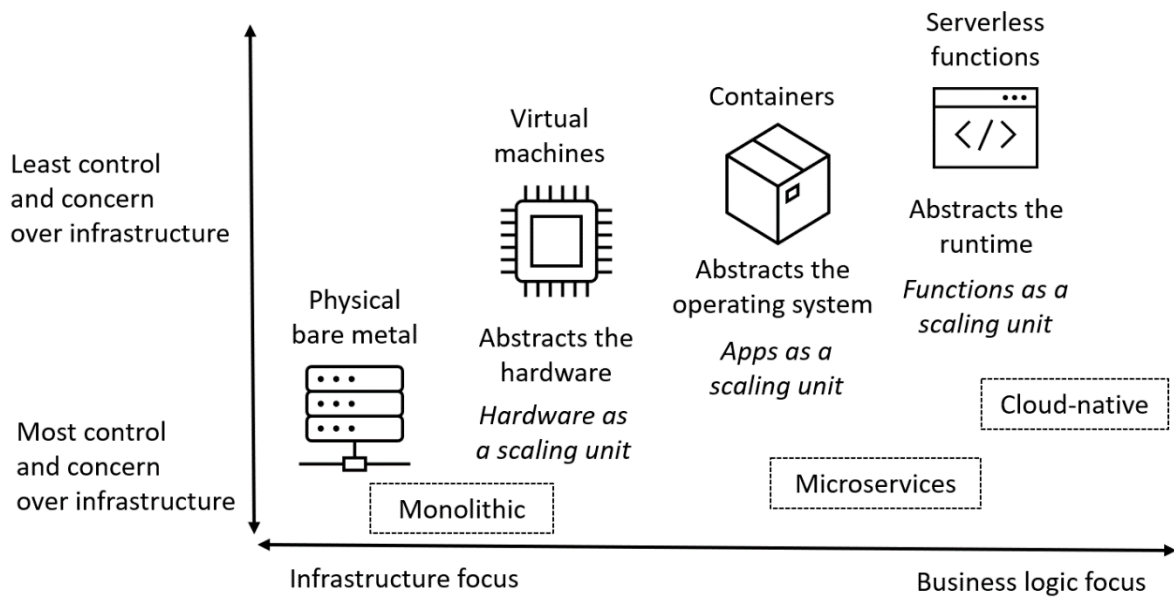 Serverless
functions
Containers
Virtual
machines
</>
Least control
and concern
over infrastructure
Abstracts the
runtime
Abstracts the
operating system
Functions as a
scaling unit
Physical
bare metal
Abstracts the
hardware
Apps as a
scaling unit
Hardware as
a scaling unit
Cloud-native
Most control
and concern
over infrastructure
Microservices
Monolithic
Infrastructure focus
Business logic focus